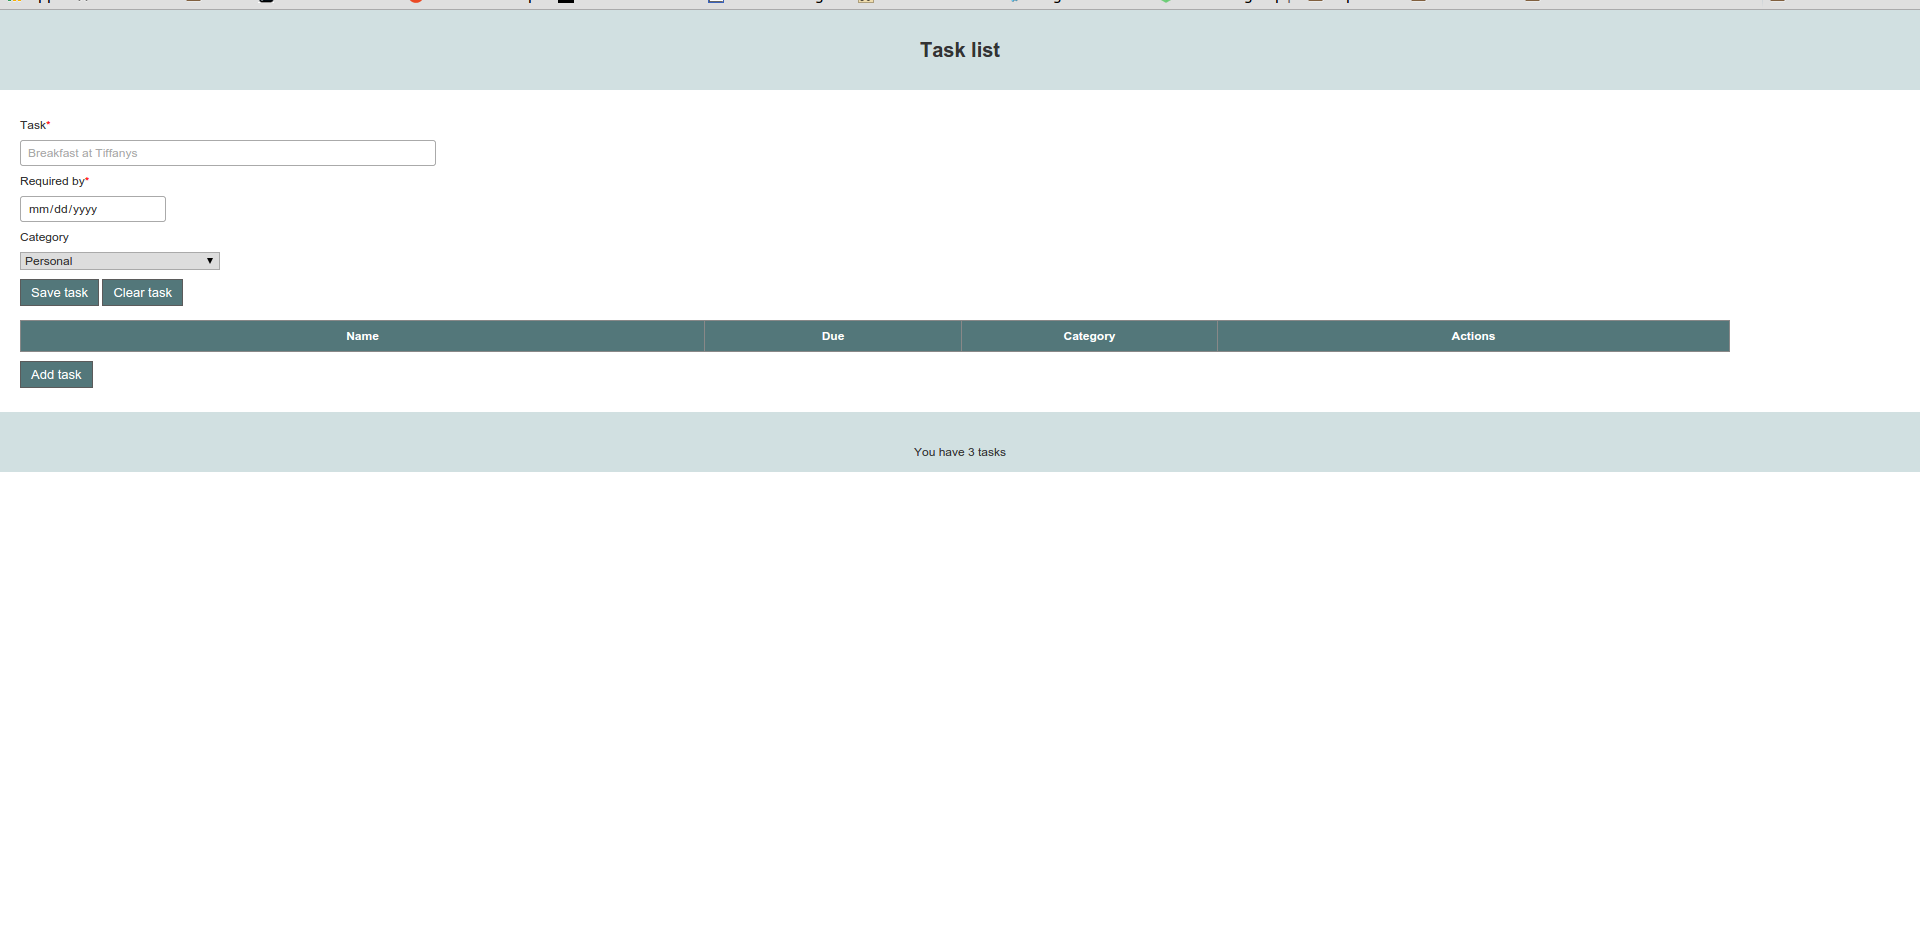 Task list
Task*
Breakfast at Tiffanys
Required by*
mm/dd/yyyy
Category
Personal
Save task Clear task
Name Due Category Actions
Add task
You have 3 tasks